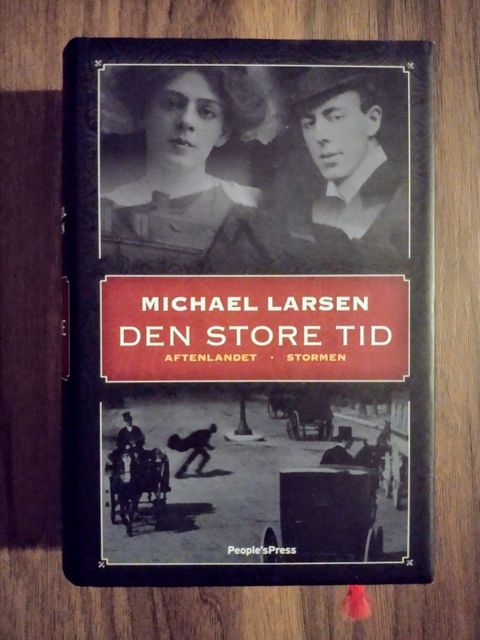 MICHAEL LARSEN
DEN STORE TID
AFTENLANDET · STORMEN
People'sPress